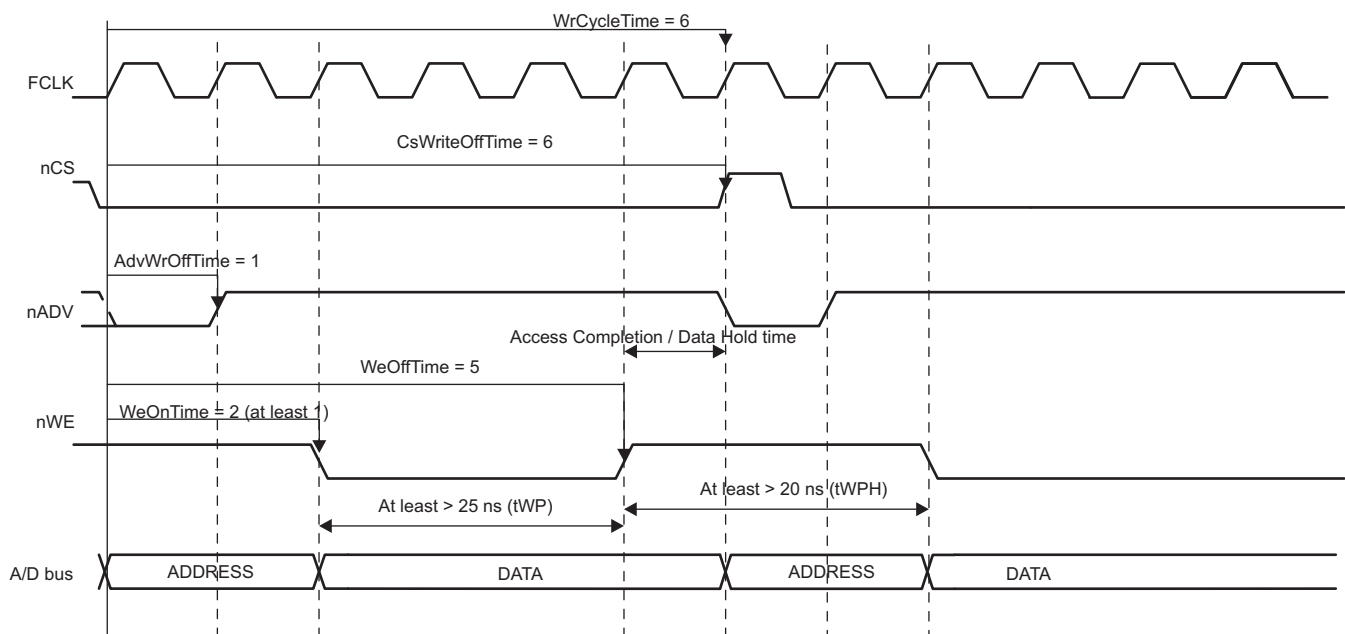 WrCycleTime = 6
FCLK
CsWriteOffTime = 6
nCS
AdvWrOffTime = 1
nADV
Access Completion / Data Hold time
WeOffTime = 5
WeOnTime = 2 (at least 1)
nWE
At least > 20 ns (tWPH)
At least > 25 ns (tWP)
A/D bus ADDRESS DATA ADDRESS DATA